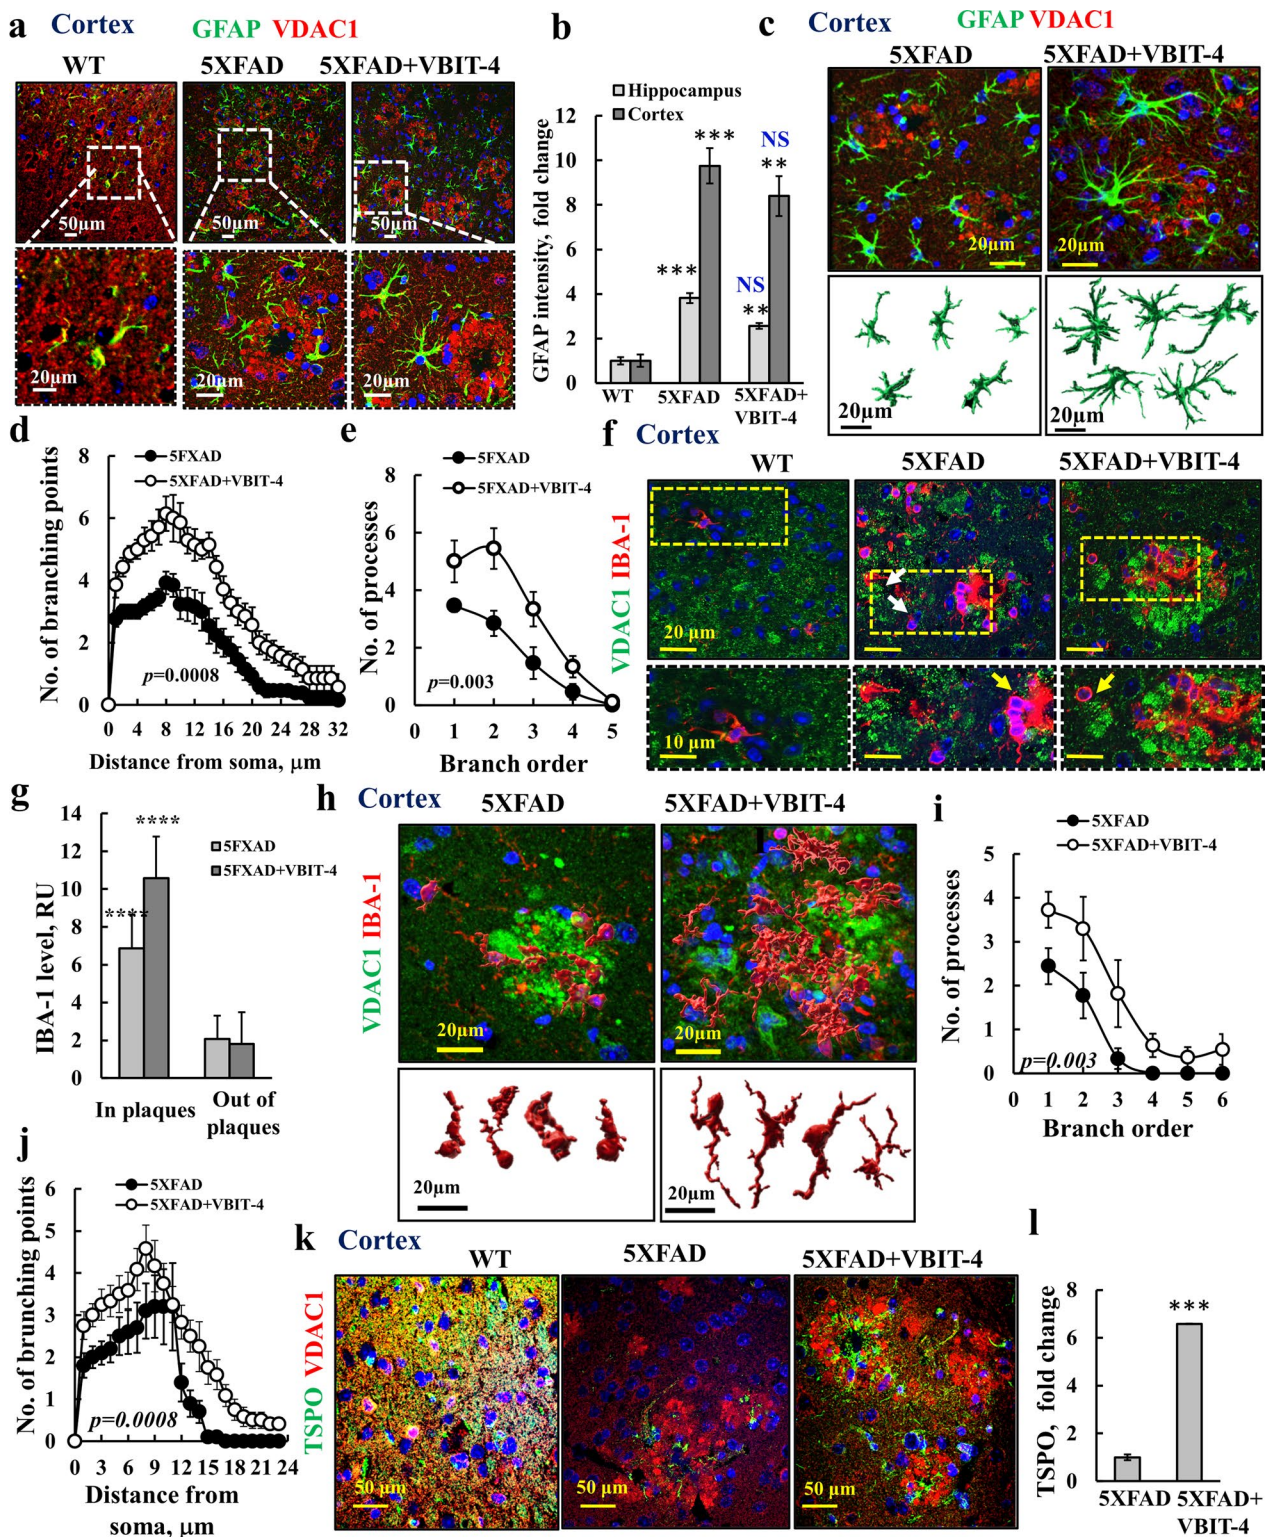 a Cortex GFAP VDAC1
WT 5XFAD 5XFAD+VBIT-4
50µm 50µm 50µm
20µm 20µm 20µm
b
Hippocampus
Cortex
GFAP intensity, fold change
12
10
8
6
4
2
0
***
***
NS
**
NS
**
WT 5XFAD 5XFAD+
VBIT-4
c Cortex GFAP VDAC1
5XFAD 5XFAD+VBIT-4
20µm 20µm
20µm 20µm
d
5FXAD
5XFAD+VBIT-4
No. of branching points
8
6
4
2
0
p=0.0008
0 4 8 12 16 20 24 28 32
Distance from soma, µm
e
5FXAD
5FXAD+VBIT-4
No. of processes
8
6
4
2
0
p=0.003
0 1 2 3 4 5
Branch order
f Cortex
WT 5XFAD 5XFAD+VBIT-4
VDAC1 IBA-1
20 µm
10 µm
g
5FXAD
5FXAD+VBIT-4
IBA-1 level, RU
14
12
10
8
6
4
2
0
****
****
In plaques Out of
plaques
h Cortex
5XFAD 5XFAD+VBIT-4
VDAC1 IBA-1
20µm 20µm
20µm 20µm
i
5XFAD
5XFAD+VBIT-4
No. of processes
5
4
3
2
1
0
p=0.003
0 1 2 3 4 5 6
Branch order
j
5XFAD
5XFAD+VBIT-4
No. of brunching points
6
5
4
3
2
1
0
p=0.0008
0 3 6 9 12 15 18 21 24
Distance from
soma, µm
k Cortex
WT 5XFAD 5XFAD+VBIT-4
TSPO VDAC1
50 µm 50 µm 50 µm
l
TSPO, fold change
8
6
4
2
0
***
5XFAD 5XFAD+
VBIT-4